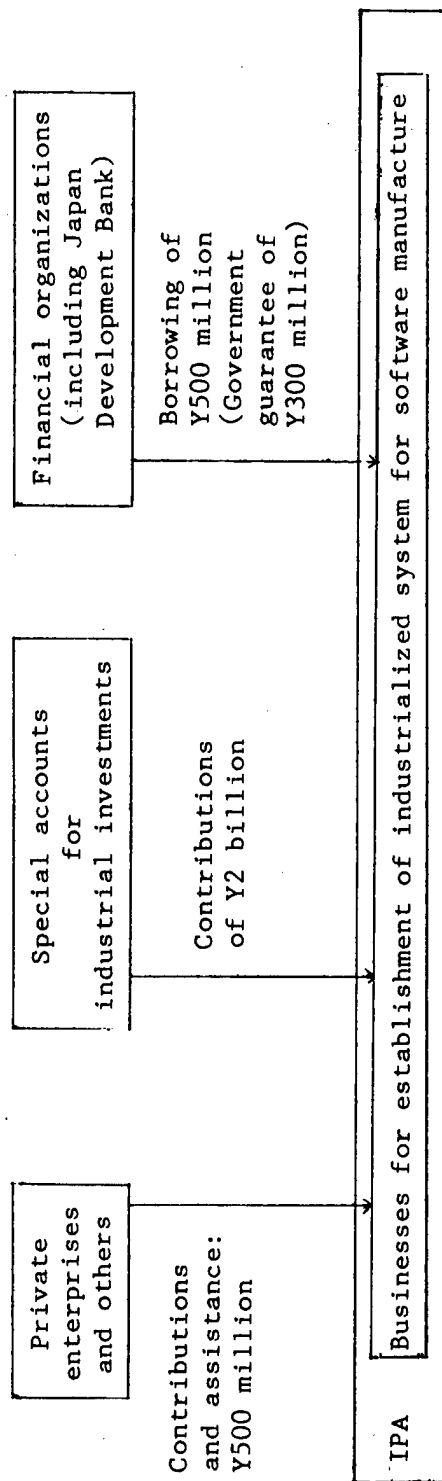 Private
enterprises
and others
Contributions
and assistance:
Y500 million
Special accounts
for
industrial investments
Contributions
of Y2 billion
Financial organizations
(including Japan
Development Bank)
Borrowing of
Y500 million
(Government
guarantee of
Y300 million)
IPA
Businesses for establishment of industrialized system for software manufacture